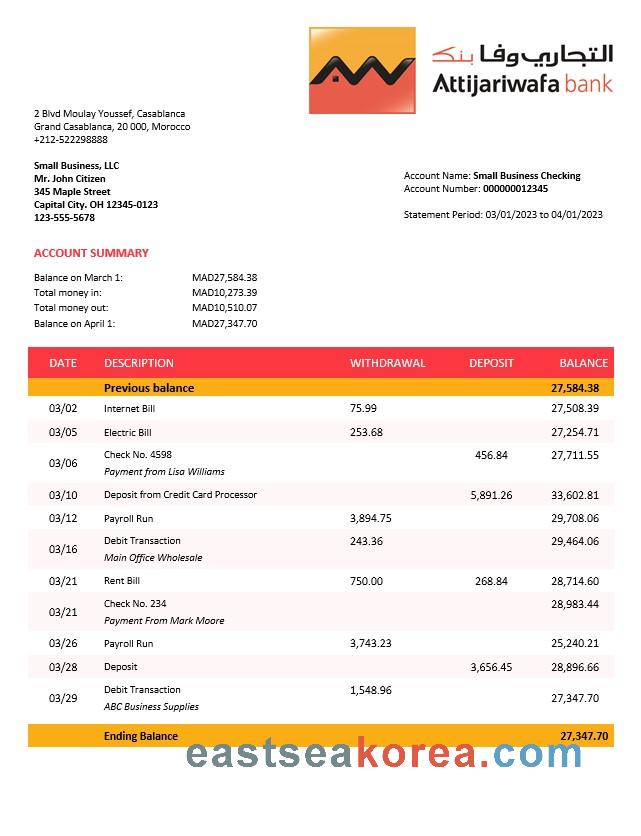 التجاري وفا بنك
Attijariwafa bank
2 Blvd Moulay Youssef, Casablanca
Grand Casablanca, 20 000, Morocco
+212-522298888
Small Business, LLC
Mr. John Citizen
345 Maple Street
Capital City. OH 12345-0123
123-555-5678
Account Name: Small Business Checking
Account Number: 000000012345
Statement Period: 03/01/2023 to 04/01/2023
ACCOUNT SUMMARY
Balance on March 1: MAD27,584.38
Total money in: MAD10,273.39
Total money out: MAD10,510.07
Balance on April 1: MAD27,347.70
DATE DESCRIPTION WITHDRAWAL DEPOSIT BALANCE
Previous balance 27,584.38
03/02 Internet Bill 75.99 27,508.39
03/05 Electric Bill 253.68 27,254.71
03/06 Check No. 4598 456.84 27,711.55
Payment from Lisa Williams
03/10 Deposit from Credit Card Processor 5,891.26 33,602.81
03/12 Payroll Run 3,894.75 29,708.06
03/16 Debit Transaction 243.36 29,464.06
Main Office Wholesale
03/21 Rent Bill 750.00 268.84 28,714.60
03/21 Check No. 234 28,983.44
Payment From Mark Moore
03/26 Payroll Run 3,743.23 25,240.21
03/28 Deposit 3,656.45 28,896.66
03/29 Debit Transaction 1,548.96 27,347.70
ABC Business Supplies
Ending Balance 27,347.70
eastseakorea.com